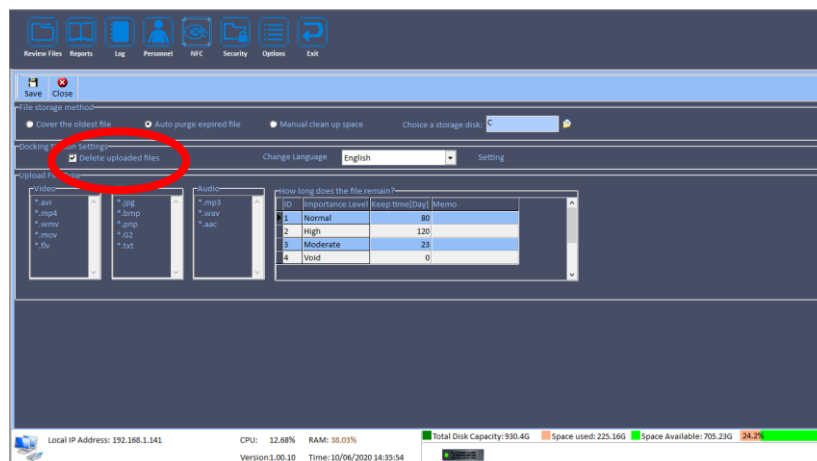 Review Files Reports Log Personnel NFC Security Options Exit
Save Close
File storage method
Cover the oldest file Auto purge expired file Manual clean up space Choice a storage disk: C
Docking Settings
Delete uploaded files Change Language English Setting
Upload
Video Audio How long does the file remain?
*.avi *.jpg *.mp3 ID Importance Level Keep time(Day) Memo
*.mp4 *.bmp *.wav 1 Normal 80
*.wmv *.pnp *.aac 2 High 120
*.mov *.G2 3 Moderate 23
*.flv *.txt 4 Void 0
Local IP Address: 192.168.1.141 CPU: 12.68% RAM: 38.03% Total Disk Capacity: 930.4G Space used: 225.16G Space Available: 705.23G 24.2%
Version:1.00.10 Time: 10/06/2020 14:35:54